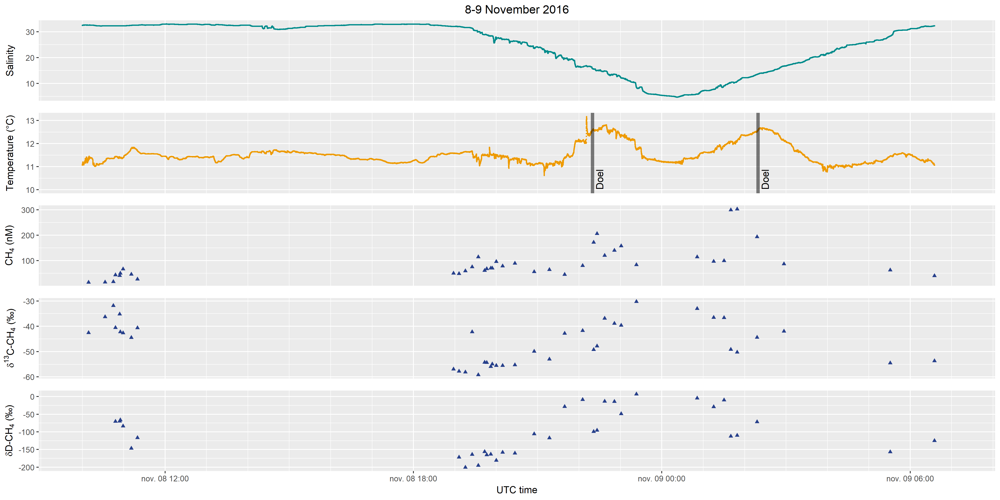 8-9 November 2016
Salinity
30
20
10
Temperature (°C)
13
12
11
10
Doel
Doel
CH₄ (nM)
300
200
100
δ¹³C-CH₄ (‰)
-30
-40
-50
-60
δD-CH₄ (‰)
0
-50
-100
-150
-200
nov. 08 12:00
nov. 08 18:00
nov. 09 00:00
nov. 09 06:00
UTC time